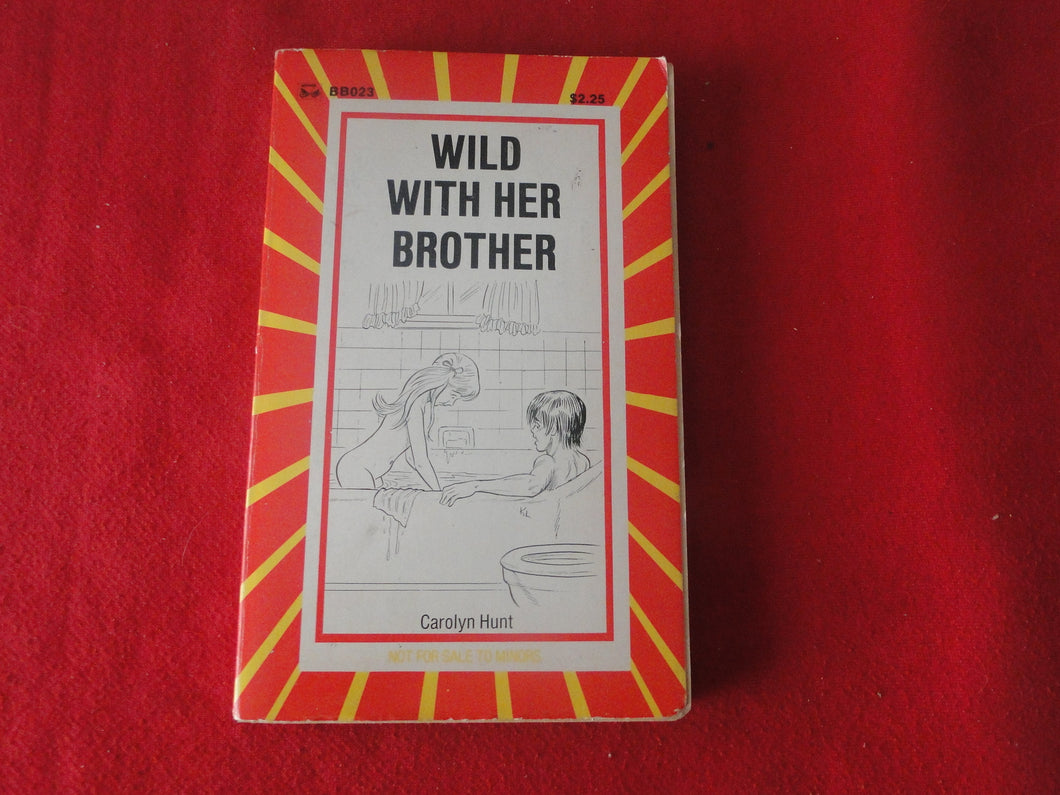 BB023
$2.25
WILD
WITH HER
BROTHER
Carolyn Hunt
NOT FOR SALE TO MINORS